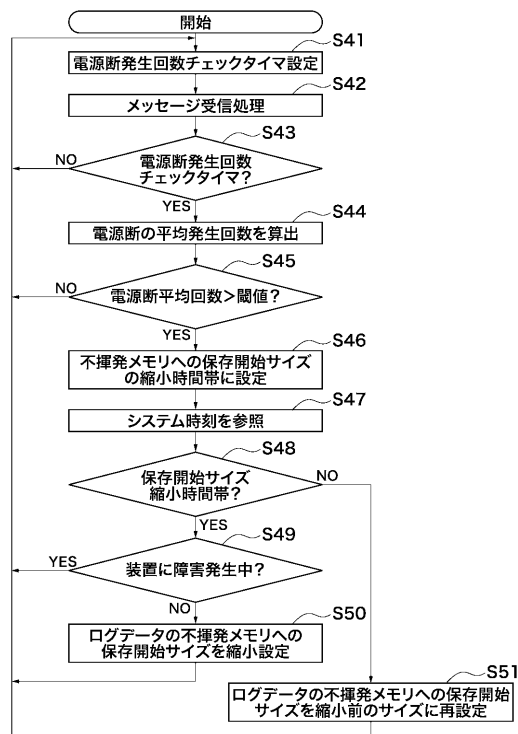 開始
S41
電源断発生回数チェックタイマ設定
S42
メッセージ受信処理
S43
NO
電源断発生回数
チェックタイマ?
YES
S44
電源断の平均発生回数を算出
S45
NO
電源断平均回数>閾値?
YES
S46
不揮発メモリへの保存開始サイズ
の縮小時間帯に設定
S47
システム時刻を参照
S48
保存開始サイズ
縮小時間帯?
NO
YES
S49
YES
装置に障害発生中?
NO
S50
ログデータの不揮発メモリへの
保存開始サイズを縮小設定
S51
ログデータの不揮発メモリへの保存開始
サイズを縮小前のサイズに再設定